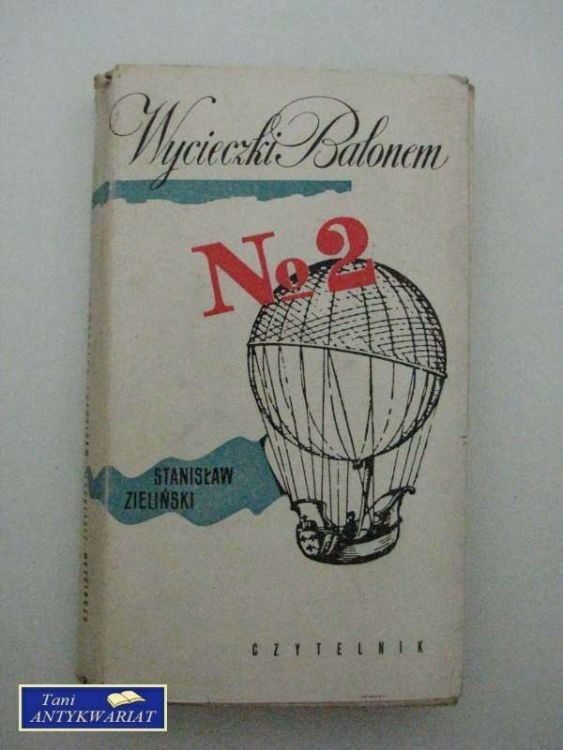 Wycieczki Balonem
No 2
STANISŁAW
ZIELIŃSKI
CZYTELNIK
Tani
ANTYKWARIAT